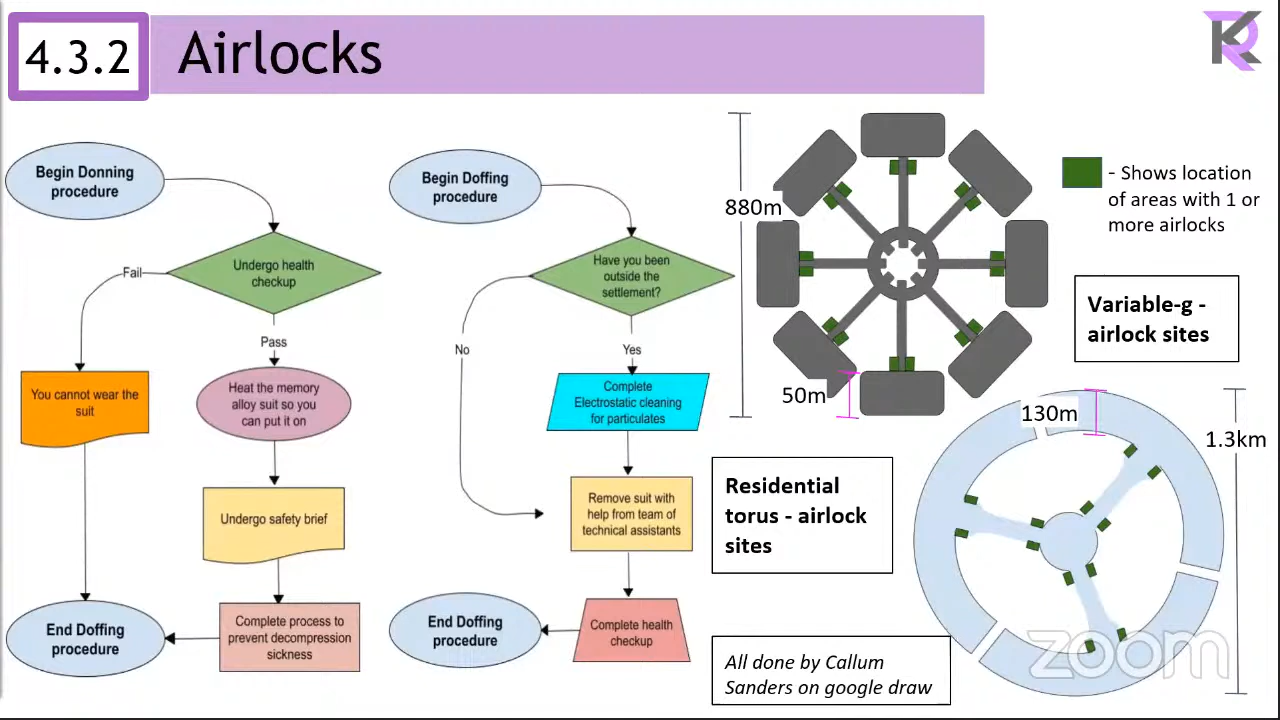 4.3.2
Airlocks
KR
Begin Donning
procedure
Undergo health
checkup
Fail
Pass
You cannot wear the
suit
Heat the memory
alloy suit so you
can put it on
Undergo safety brief
Complete process to
prevent decompression
sickness
End Doffing
procedure
Begin Doffing
procedure
Have you been
outside the
settlement?
No
Yes
Complete
Electrostatic cleaning
for particulates
Remove suit with
help from team of
technical assistants
Complete health
checkup
End Doffing
procedure
880m
50m
- Shows location
of areas with 1 or
more airlocks
Variable-g -
airlock sites
130m
1.3km
Residential
torus - airlock
sites
All done by Callum
Sanders on google draw
zoom